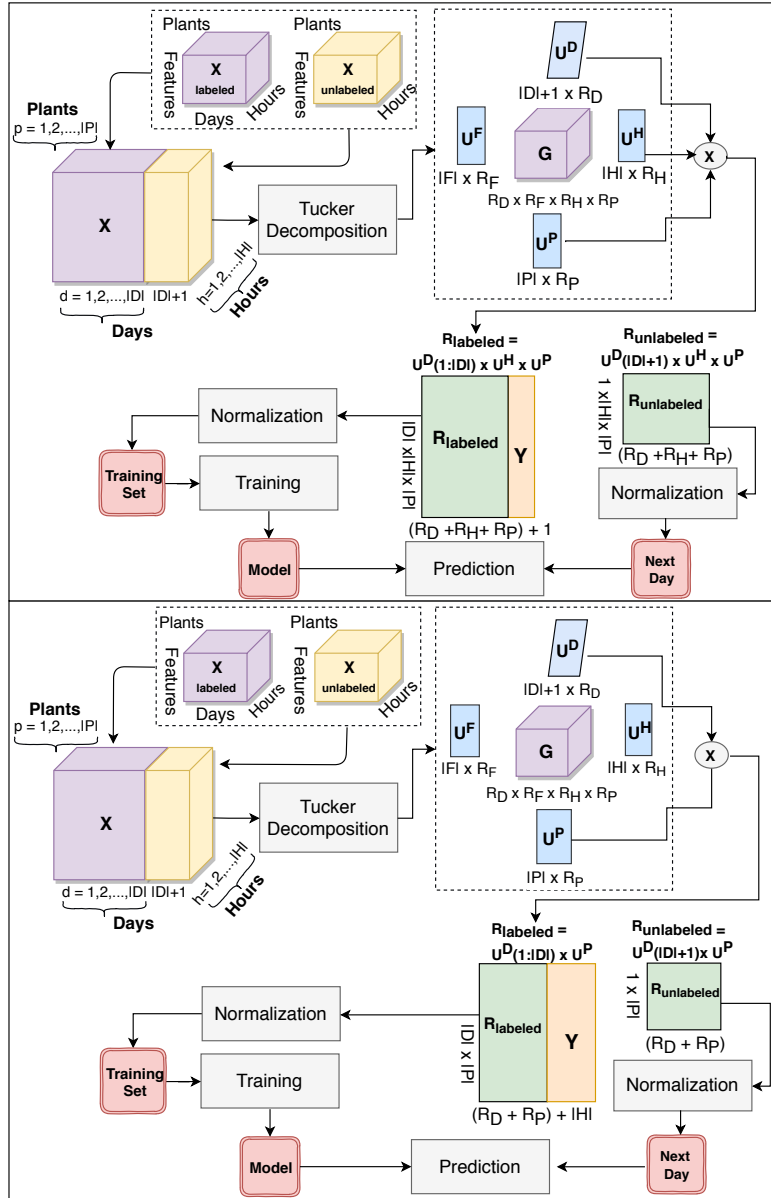 Plants
Plants
Features
X
labeled
Hours
Days
Features
X
unlabeled
Hours
Plants
p = 1,2,...,|P|
X
d = 1,2,...,|D|
|D|+1
Days
h=1,2,...,|H|
Hours
Tucker
Decomposition
U^D
|D|+1 x R_D
U^F
|F| x R_F
G
R_D x R_F x R_H x R_P
U^H
|H| x R_H
U^P
|P| x R_P
X
R_labeled =
U^D(1:|D|) x U^H x U^P
R_unlabeled =
U^D(|D|+1) x U^H x U^P
Normalization
|D| x|H|x |P|
R_labeled
Y
(R_D +R_H+ R_P) + 1
1 x|H|x |P|
R_unlabeled
(R_D +R_H+ R_P)
Normalization
Training
Set
Training
Model
Prediction
Next
Day
Plants
Plants
Features
X
labeled
Hours
Days
Features
X
unlabeled
Hours
Plants
p = 1,2,...,|P|
X
d = 1,2,...,|D|
|D|+1
Days
h=1,2,...,|H|
Hours
Tucker
Decomposition
U^D
|D|+1 x R_D
U^F
|F| x R_F
G
R_D x R_F x R_H x R_P
U^H
|H| x R_H
U^P
|P| x R_P
X
R_labeled =
U^D(1:|D|) x U^P
R_unlabeled =
U^D(|D|+1)x U^P
Normalization
|D| x |P|
R_labeled
Y
(R_D + R_P) + |H|
1 x |P|
R_unlabeled
(R_D + R_P)
Normalization
Training
Set
Training
Model
Prediction
Next
Day